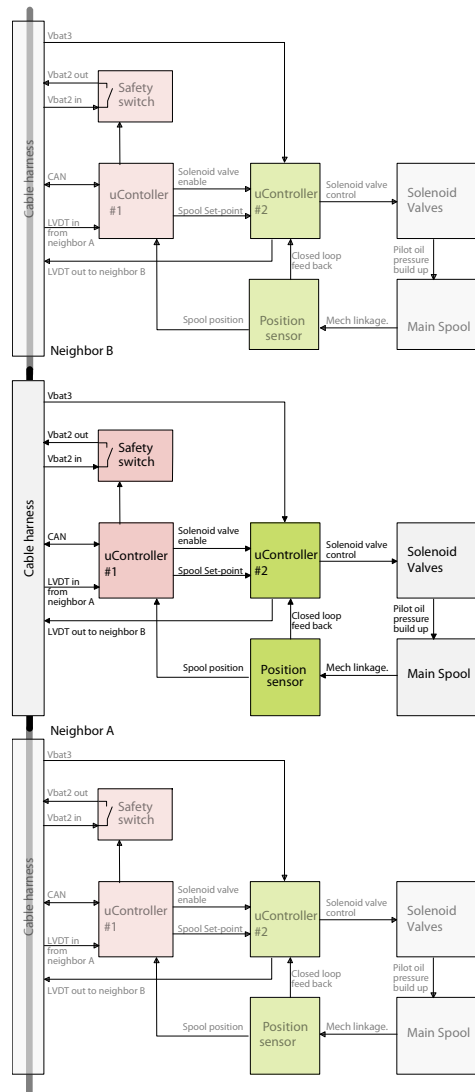 Vbat3
Vbat2 out
Safety
switch
Vbat2 in
Cable harness
CAN
uController
#1
Solenoid valve
enable
Spool Set-point
uController
#2
Solenoid valve
control
Solenoid
Valves
LVDT in
from
neighbor A
LVDT out to neighbor B
Closed loop
feed back
Pilot oil
pressure
build up
Spool position
Position
sensor
Mech linkage.
Main Spool
Neighbor B
Vbat3
Vbat2 out
Safety
switch
Vbat2 in
Cable harness
CAN
uController
#1
Solenoid valve
enable
Spool Set-point
uController
#2
Solenoid valve
control
Solenoid
Valves
LVDT in
from
neighbor A
LVDT out to neighbor B
Closed loop
feed back
Pilot oil
pressure
build up
Spool position
Position
sensor
Mech linkage.
Main Spool
Neighbor A
Vbat3
Vbat2 out
Safety
switch
Vbat2 in
Cable harness
CAN
uController
#1
Solenoid valve
enable
Spool Set-point
uController
#2
Solenoid valve
control
Solenoid
Valves
LVDT in
from
neighbor A
LVDT out to neighbor B
Closed loop
feed back
Pilot oil
pressure
build up
Spool position
Position
sensor
Mech linkage.
Main Spool